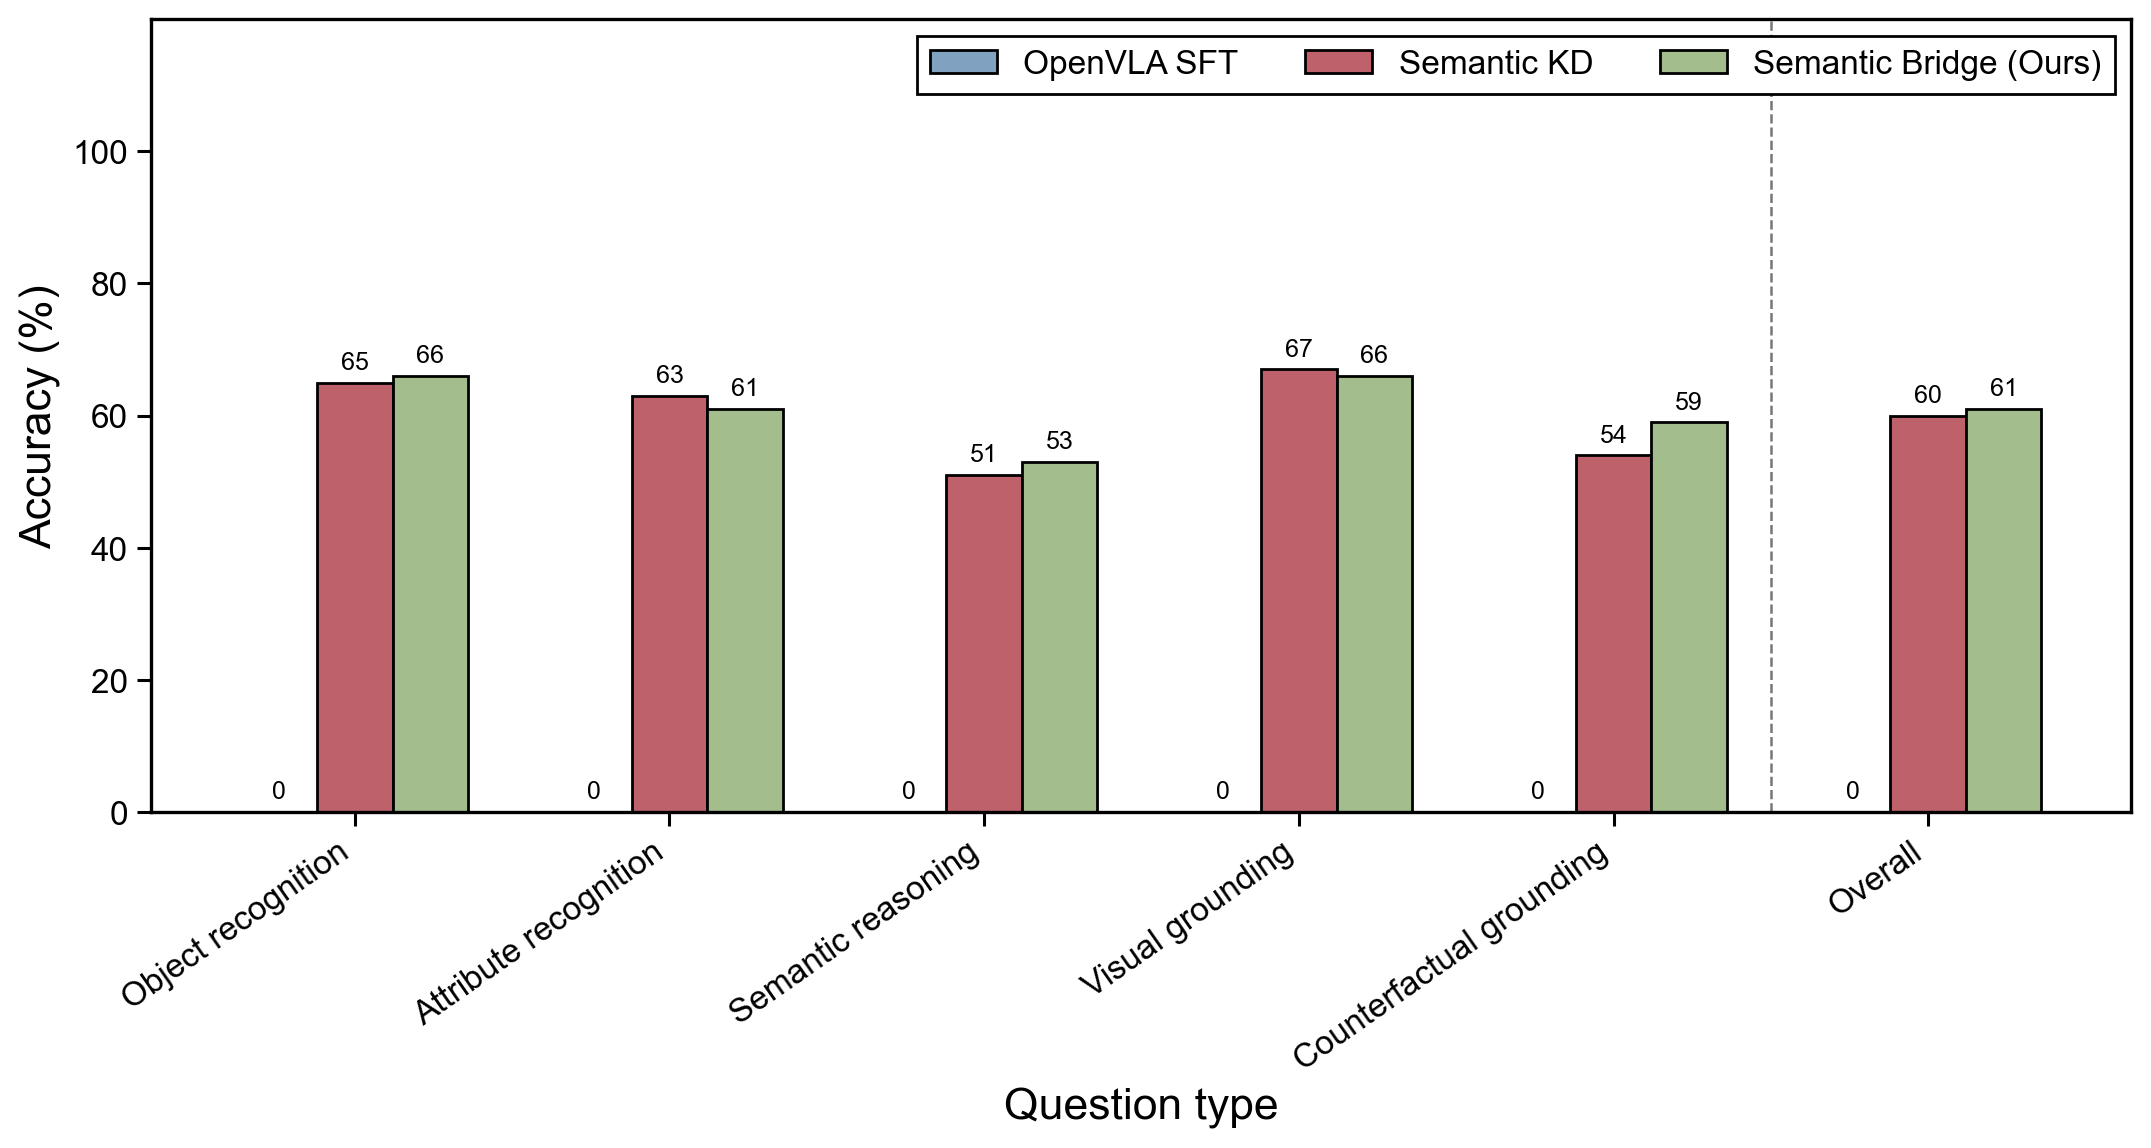 OpenVLA SFT Semantic KD Semantic Bridge (Ours)
Accuracy (%)
100
80
60
40
20
0
0 65 66
0 63 61
0 51 53
0 67 66
0 54 59
0 60 61
Object recognition
Attribute recognition
Semantic reasoning
Visual grounding
Counterfactual grounding
Overall
Question type